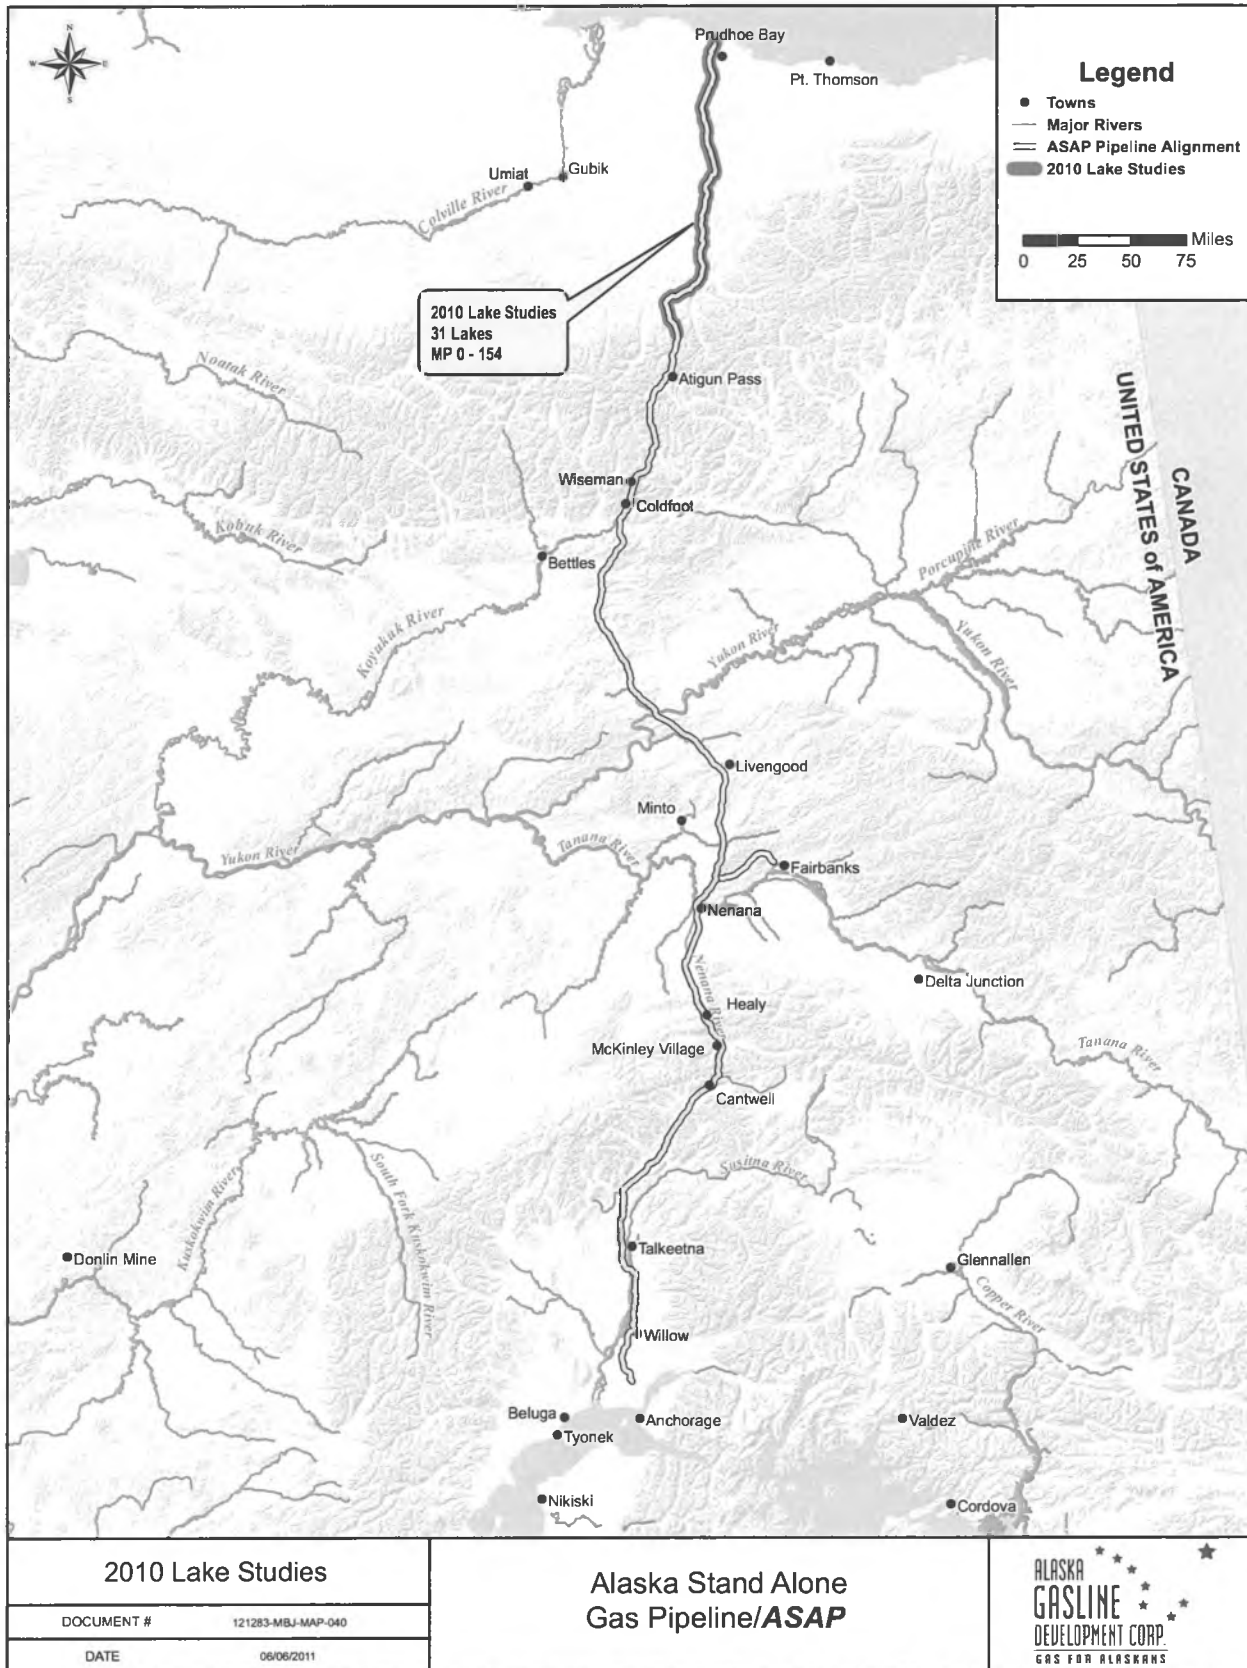 N
W
E
S
Prudhoe Bay
Pt. Thomson
Legend
Towns
Major Rivers
ASAP Pipeline Alignment
2010 Lake Studies
Miles
0 25 50 75
Umiat
Gubik
Colville River
2010 Lake Studies
31 Lakes
MP 0 - 154
Noatak River
Atigun Pass
UNITED STATES of AMERICA
CANADA
Wiseman
Coldfoot
Kobuk River
Bettles
Porcupine River
Koyukuk River
Yukon River
Yukon River
Livengood
Minto
Yukon River
Tanana River
Fairbanks
Nenana
Nenana River
Delta Junction
Healy
McKinley Village
Tanana River
Cantwell
Susitna River
Kuskokwim River
South Fork Kuskokwim River
Donlin Mine
Talkeetna
Glennallen
Copper River
Willow
Beluga
Anchorage
Valdez
Tyonek
Nikiski
Cordova
2010 Lake Studies
DOCUMENT # 121283-MBJ-MAP-040
DATE 06/06/2011
Alaska Stand Alone
Gas Pipeline/ASAP
ALASKA
GASLINE
DEVELOPMENT CORP.
GAS FOR ALASKANS